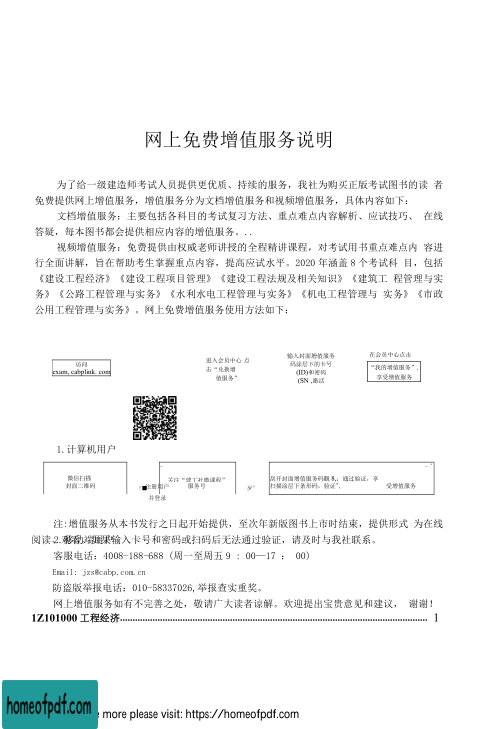 网上免费增值服务说明
为了给一级建造师考试人员提供更优质、持续的服务，我社为购买正版考试图书的读 者
免费提供网上增值服务，增值服务分为文档增值服务和视频增值服务，具体内容如下：
文档增值服务：主要包括各科目的考试复习方法、重点难点内容解析、应试技巧、 在线
答疑，每本图书都会提供相应内容的增值服务。..
视频增值服务：免费提供由权威老师讲授的全程精讲课程，对考试用书重点难点内 容进
行全面讲解，旨在帮助考生掌握重点内容，提高应试水平。2020 年涵盖 8 个考试科 目，包括
《建设工程经济》《建设工程项目管理》《建设工程法规及相关知识》《建筑工 程管理与实
务》《公路工程管理与实务》《水利水电工程管理与实务》《机电工程管理与 实务》《市政
公用工程管理与实务》。网上免费增值服务使用方法如下：
访问
exam, cabplink. com
进入会员中心 点
击“兑换增
值服务”
输入封面增值服务
码涂层下的卡号
(ID)和密码
(SN ,激活
在会员中心点击
“我的增值服务”,
享受增值服务
1. 计算机用户
微信扫描
封面二维码
注册用户
并登录
关注“建工社微课程”
服务号
刮开封面增值服务码
扫描涂层下条形码，验证”.
通过验证，享
受增值服务
注:增值服务从本书发行之日起开始提供，至次年新版图书上市时结束，提供形式 为在线
阅读、观看。如果输入卡号和密码或扫码后无法通过验证，请及时与我社联系。
2. 移动端用户
客服电话：4008-188-688 (周一至周五 9 : 00—17 : 00)
Email: jzs@cabp.com.cn
防盗版举报电话：010-58337026,举报查实重奖。
网上增值服务如有不完善之处，敬请广大读者谅解。欢迎提出宝贵意见和建议， 谢谢！
1Z101000 工程经济 1
homeofpdf.com
more please visit: https://homeofpdf.com